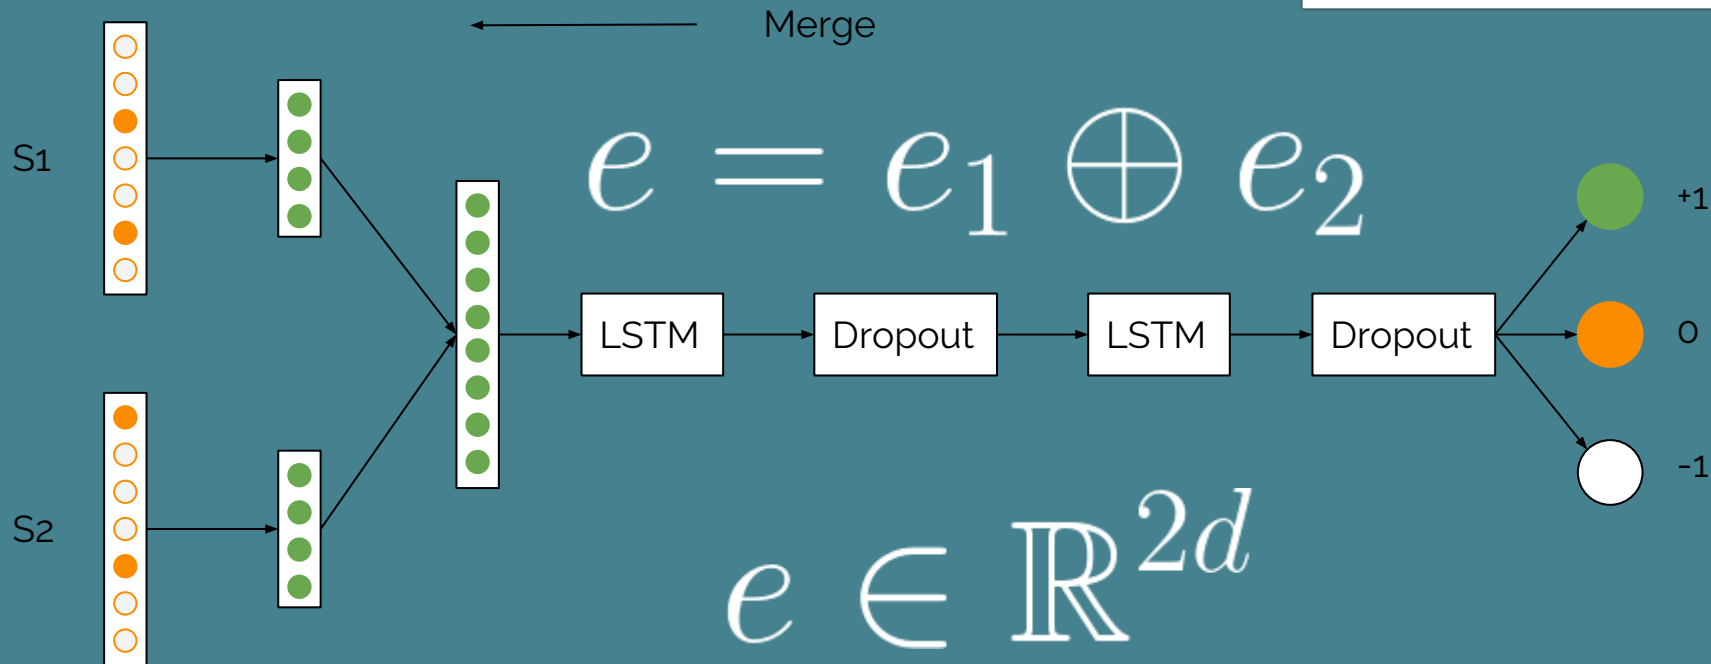 Merge
S1
e = e₁ ⊕ e₂
+1
LSTM Dropout LSTM Dropout
0
-1
S2
e ∈ ℝ²ᵈ